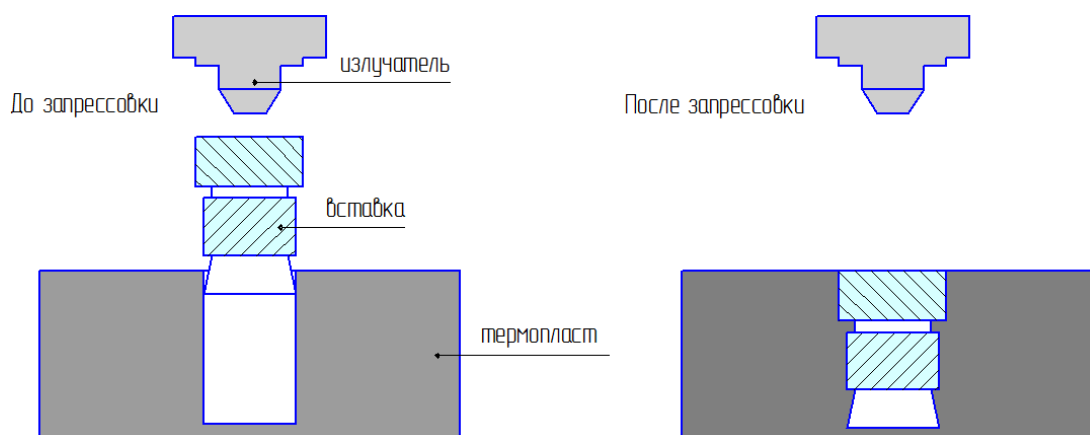 излучатель
До запрессовки
После запрессовки
вставка
термопласт